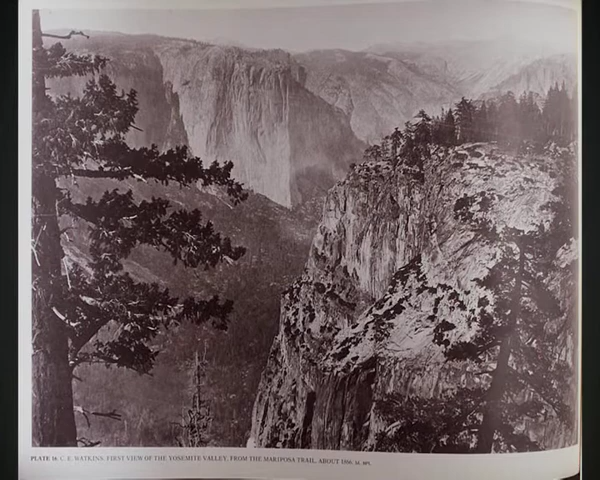 PLATE 16. C. E. WATKINS. FIRST VIEW OF THE YOSEMITE VALLEY, FROM THE MARIPOSA TRAIL, ABOUT 1866.